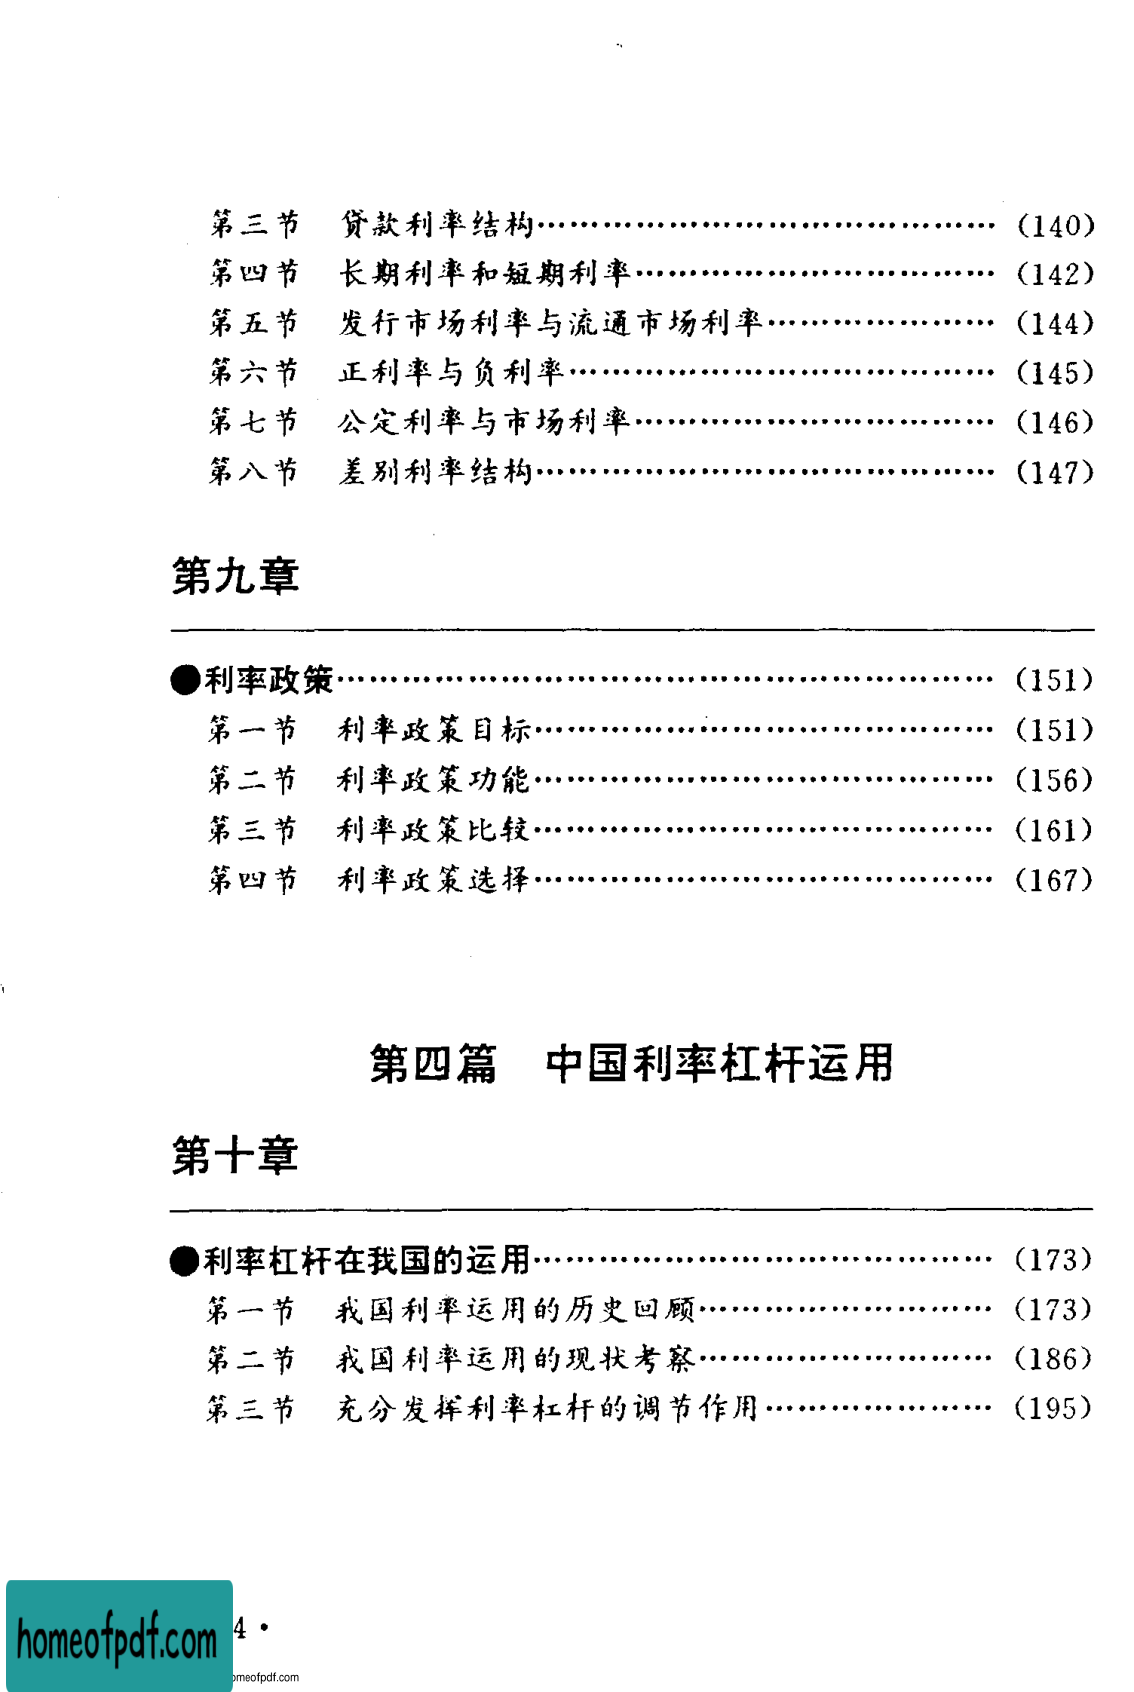 第三节 贷款利率结构…………………………………… (140)
第四节 长期利率和短期利率…………………………… (142)
第五节 发行市场利率与流通市场利率………………… (144)
第六节 正利率与负利率………………………………… (145)
第七节 公定利率与市场利率…………………………… (146)
第八节 差别利率结构…………………………………… (147)
第九章
●利率政策……………………………………………………… (151)
第一节 利率政策目标…………………………………… (151)
第二节 利率政策功能…………………………………… (156)
第三节 利率政策比较…………………………………… (161)
第四节 利率政策选择…………………………………… (167)
第四篇 中国利率杠杆运用
第十章
●利率杠杆在我国的运用…………………………………… (173)
第一节 我国利率运用的历史回顾……………………… (173)
第二节 我国利率运用的现状考察……………………… (186)
第三节 充分发挥利率杠杆的调节作用………………… (195)
4 ·
homeofpdf.com
omeofpdf.com